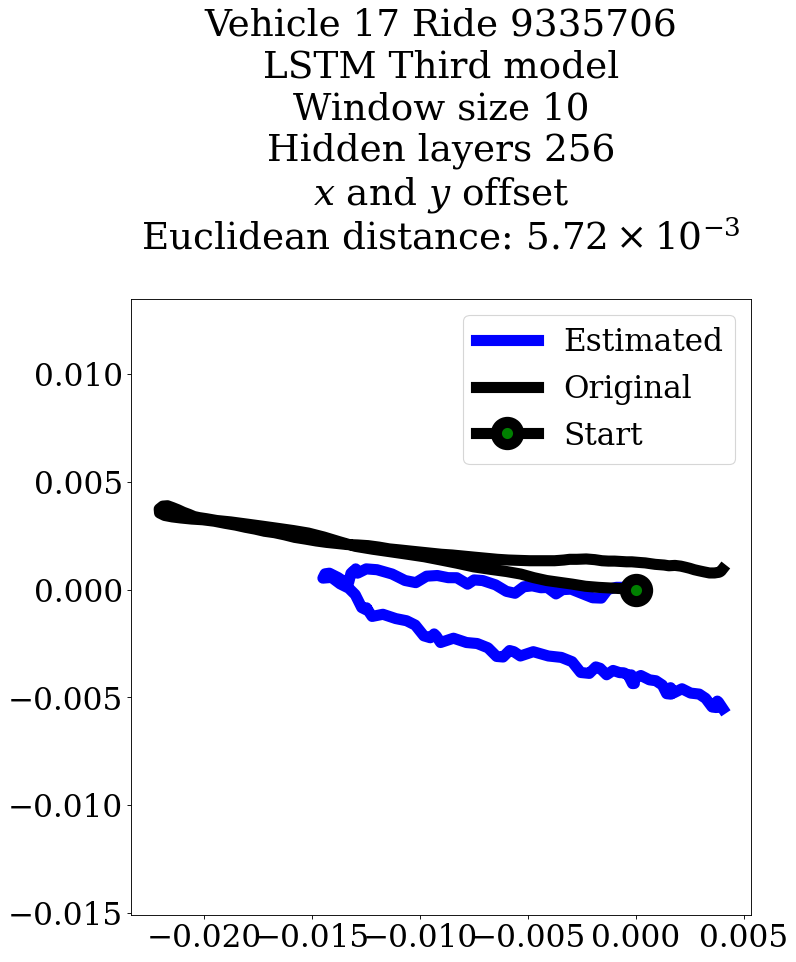 Vehicle 17 Ride 9335706
LSTM Third model
Window size 10
Hidden layers 256
x and y offset
Euclidean distance: 5.72 × 10⁻³
Estimated
Original
Start
0.010
0.005
0.000
−0.005
−0.010
−0.015
−0.020 −0.015 −0.010 −0.005 0.000 0.005